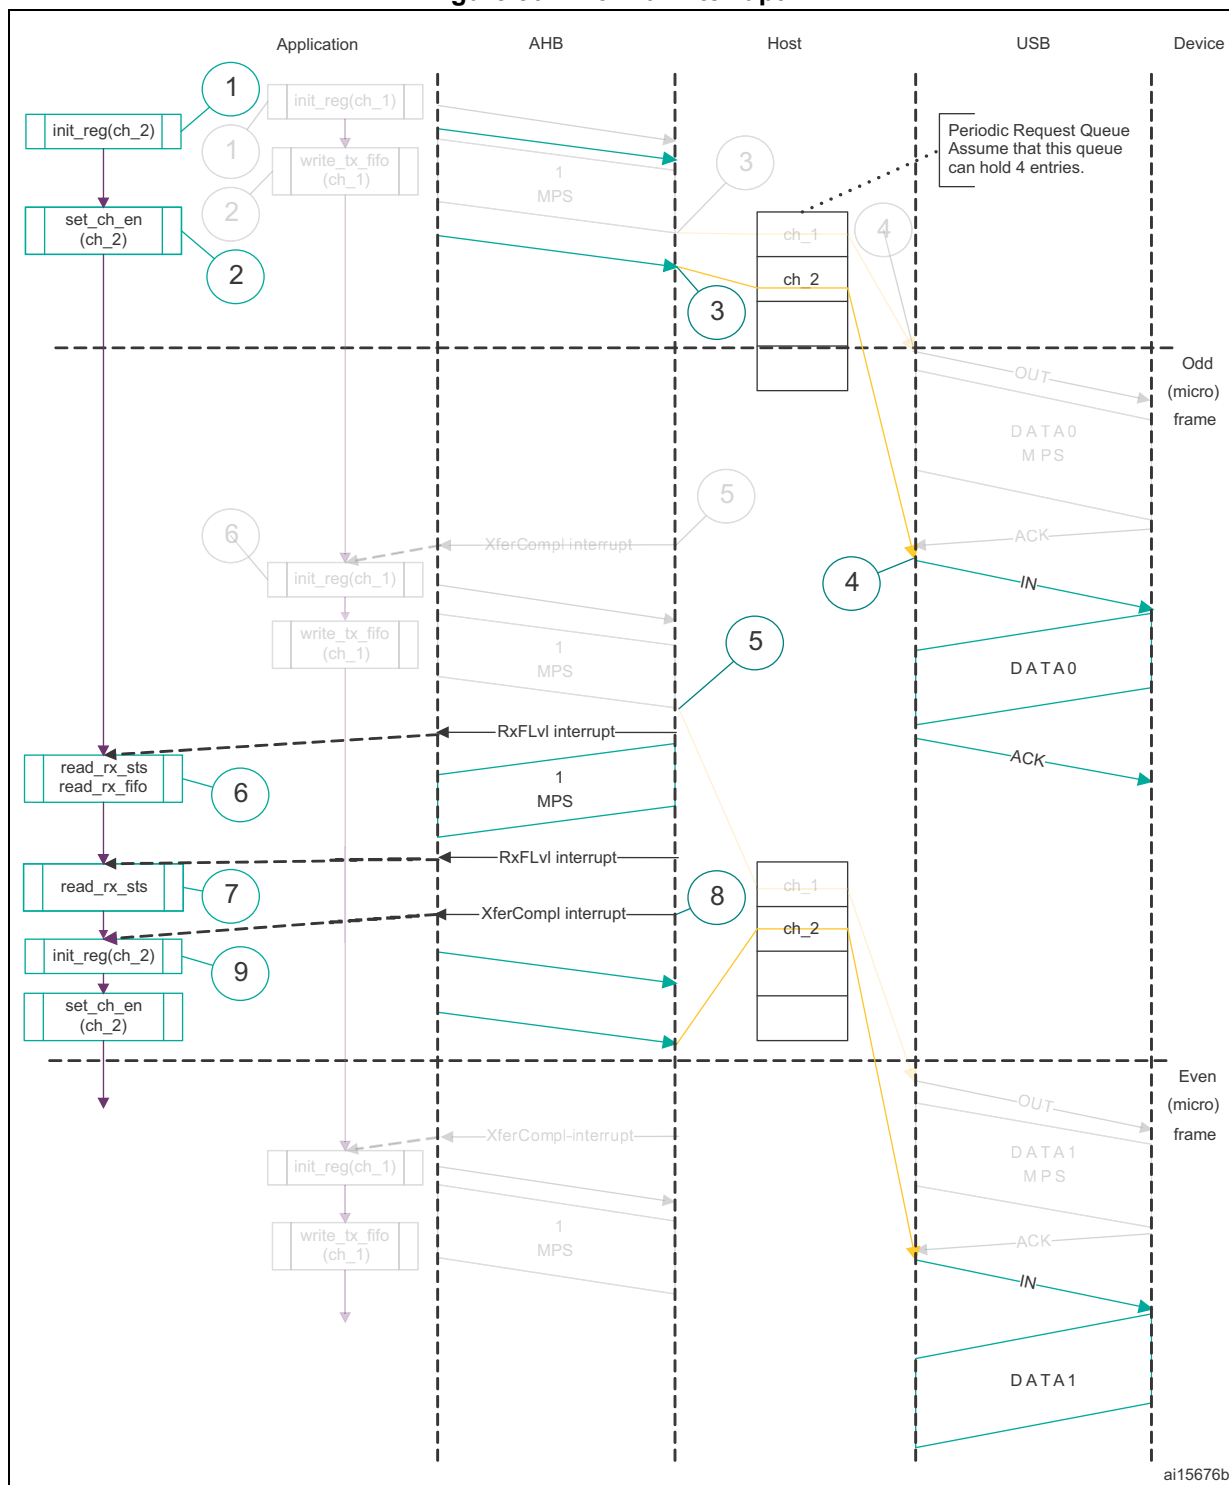 Application
AHB
Host
USB
Device
1
init_reg(ch_1)
init_reg(ch_2)
1
write_tx_fifo
(ch_1)
2
1
MPS
3
Periodic Request Queue
Assume that this queue
can hold 4 entries.
set_ch_en
(ch_2)
2
ch_1
4
ch_2
3
Odd
(micro)
frame
OUT
DATA0
MPS
5
6
XferCompl interrupt
ACK
init_reg(ch_1)
4
IN
write_tx_fifo
(ch_1)
1
MPS
5
DATA0
RxFLvl interrupt
ACK
read_rx_sts
read_rx_fifo
6
1
MPS
RxFLvl interrupt
read_rx_sts
7
ch_1
8
XferCompl interrupt
ch_2
init_reg(ch_2)
9
set_ch_en
(ch_2)
Even
(micro)
frame
OUT
XferCompl-interrupt
DATA1
MPS
init_reg(ch_1)
write_tx_fifo
(ch_1)
1
MPS
ACK
IN
DATA1
ai15676b